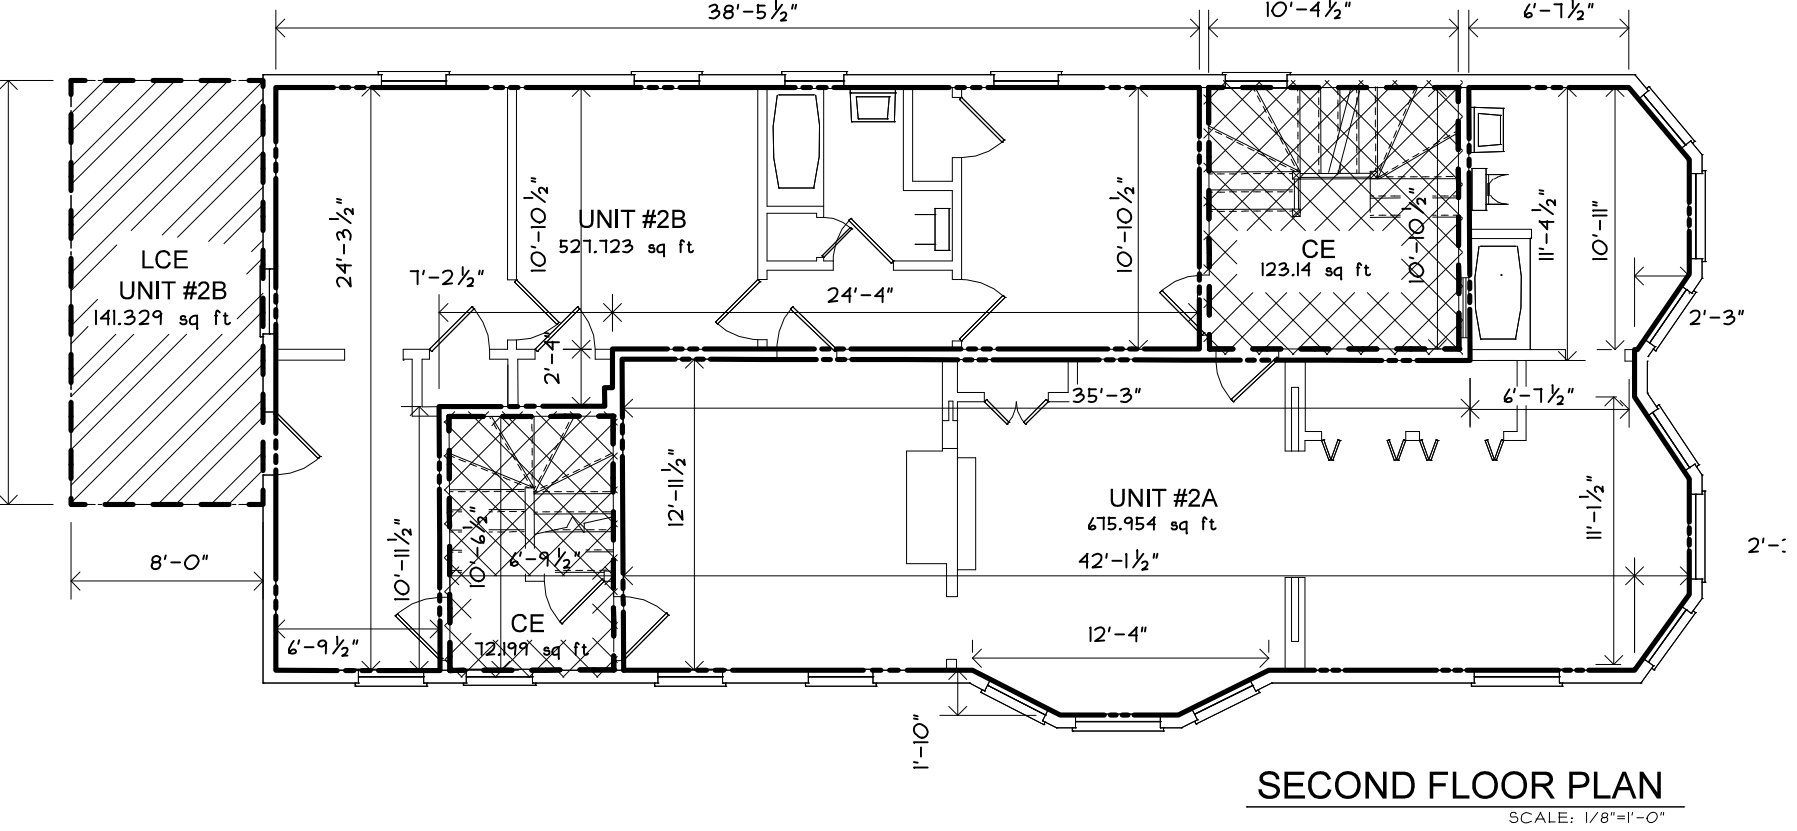 38'-5½"
10'-4½"
6'-7½"
24'-3½"
10'-10½"
UNIT #2B
527.723 sq ft
10'-10½"
CE
123.14 sq ft
10'-10½"
11'-4½"
10'-11"
LCE
UNIT #2B
141.329 sq ft
7'-2½"
24'-4"
2'-3"
2'-4"
35'-3"
6'-7½"
12'-11½"
UNIT #2A
675.954 sq ft
11'-1½"
10'-11½"
10'-6½"
6'-9½"
42'-1½"
8'-0"
CE
72.199 sq ft
6'-9½"
12'-4"
1'-10"
SECOND FLOOR PLAN
SCALE: 1/8"=1'-0"